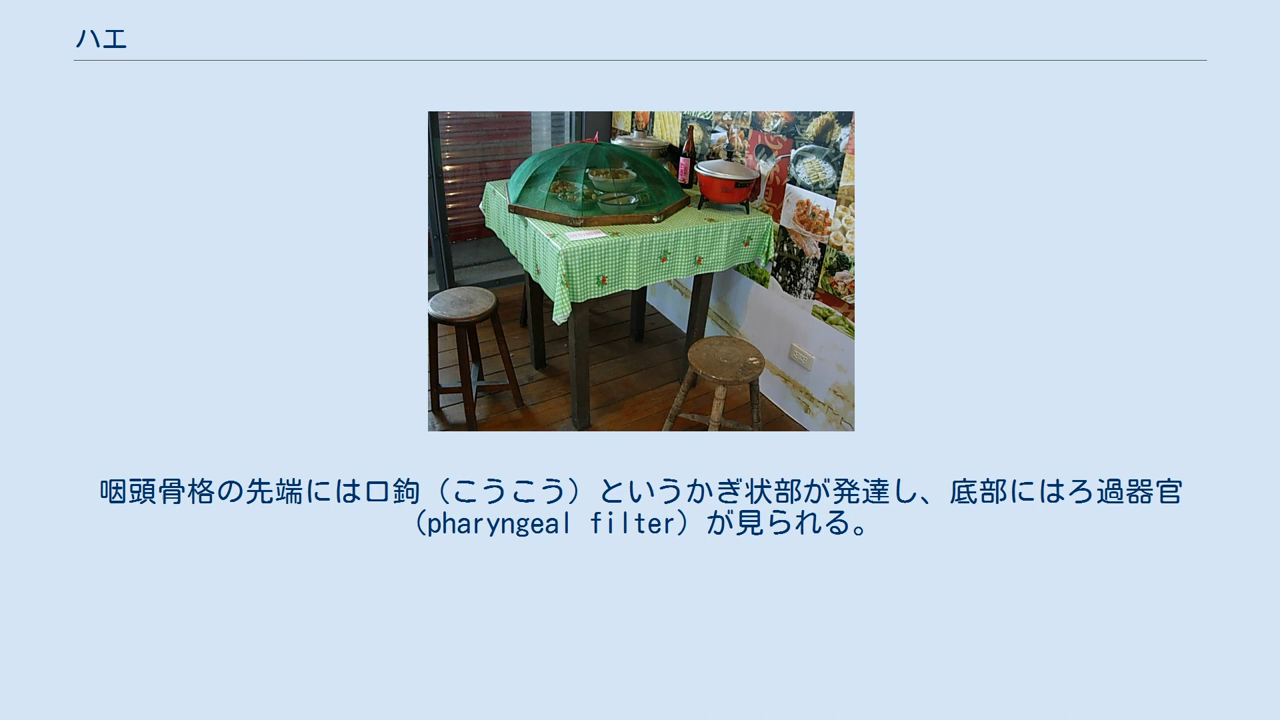 ハエ
咽頭骨格の先端には口鉤（こうこう）というかぎ状部が発達し、底部にはろ過器官
（pharyngeal filter）が見られる。